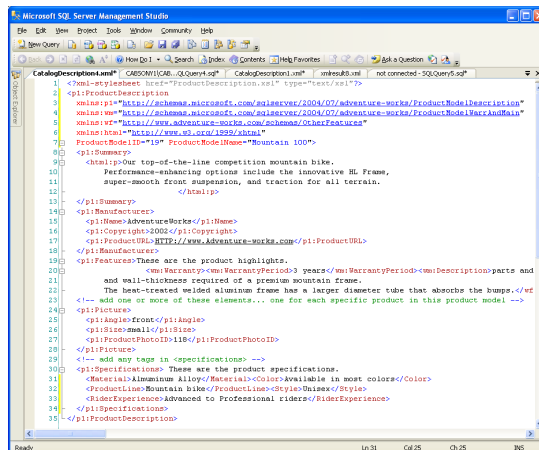 Microsoft SQL Server Management Studio
File Edit View Project Tools Window Community Help
New Query
Back How Do I Search Index Contents Help Favorites Ask a Question
CatalogDescription4.xml* CABSONY1\CAB...QLQuery4.sql* CatalogDescription1.xml* xmlresult8.xml not connected - SQLQuery5.sql*
Object Explorer
1 <?xml-stylesheet href="ProductDescription.xsl" type="text/xsl"?>
2 <p1:ProductDescription
3 xmlns:p1="http://schemas.microsoft.com/sqlserver/2004/07/adventure-works/ProductModelDescription"
4 xmlns:wm="http://schemas.microsoft.com/sqlserver/2004/07/adventure-works/ProductModelWarrAndMain"
5 xmlns:wf="http://www.adventure-works.com/schemas/OtherFeatures"
6 xmlns:html="http://www.w3.org/1999/xhtml"
7 ProductModelID="19" ProductModelName="Mountain 100">
8 <p1:Summary>
9 <html:p>Our top-of-the-line competition mountain bike.
10 Performance-enhancing options include the innovative HL Frame,
11 super-smooth front suspension, and traction for all terrain.
12 </html:p>
13 </p1:Summary>
14 <p1:Manufacturer>
15 <p1:Name>AdventureWorks</p1:Name>
16 <p1:Copyright>2002</p1:Copyright>
17 <p1:ProductURL>HTTP://www.Adventure-works.com</p1:ProductURL>
18 </p1:Manufacturer>
19 <p1:Features>These are the product highlights.
20 <wm:Warranty><wm:WarrantyPeriod>3 years</wm:WarrantyPeriod><wm:Description>parts and
21 and wall-thickness required of a premium mountain frame.
22 The heat-treated welded aluminum frame has a larger diameter tube that absorbs the bumps.</wf
23 <!-- add one or more of these elements... one for each specific product in this product model -->
24 <p1:Picture>
25 <p1:Angle>front</p1:Angle>
26 <p1:Size>small</p1:Size>
27 <p1:ProductPhotoID>118</p1:ProductPhotoID>
28 </p1:Picture>
29 <!-- add any tags in <specifications> -->
30 <p1:Specifications> These are the product specifications.
31 <Material>Almuminum Alloy</Material><Color>Available in most colors</Color>
32 <ProductLine>Mountain bike</ProductLine><Style>Unisex</Style>
33 <RiderExperience>Advanced to Professional riders</RiderExperience>
34 </p1:Specifications>
35 </p1:ProductDescription>
Ready Ln 31 Col 25 Ch 25 INS